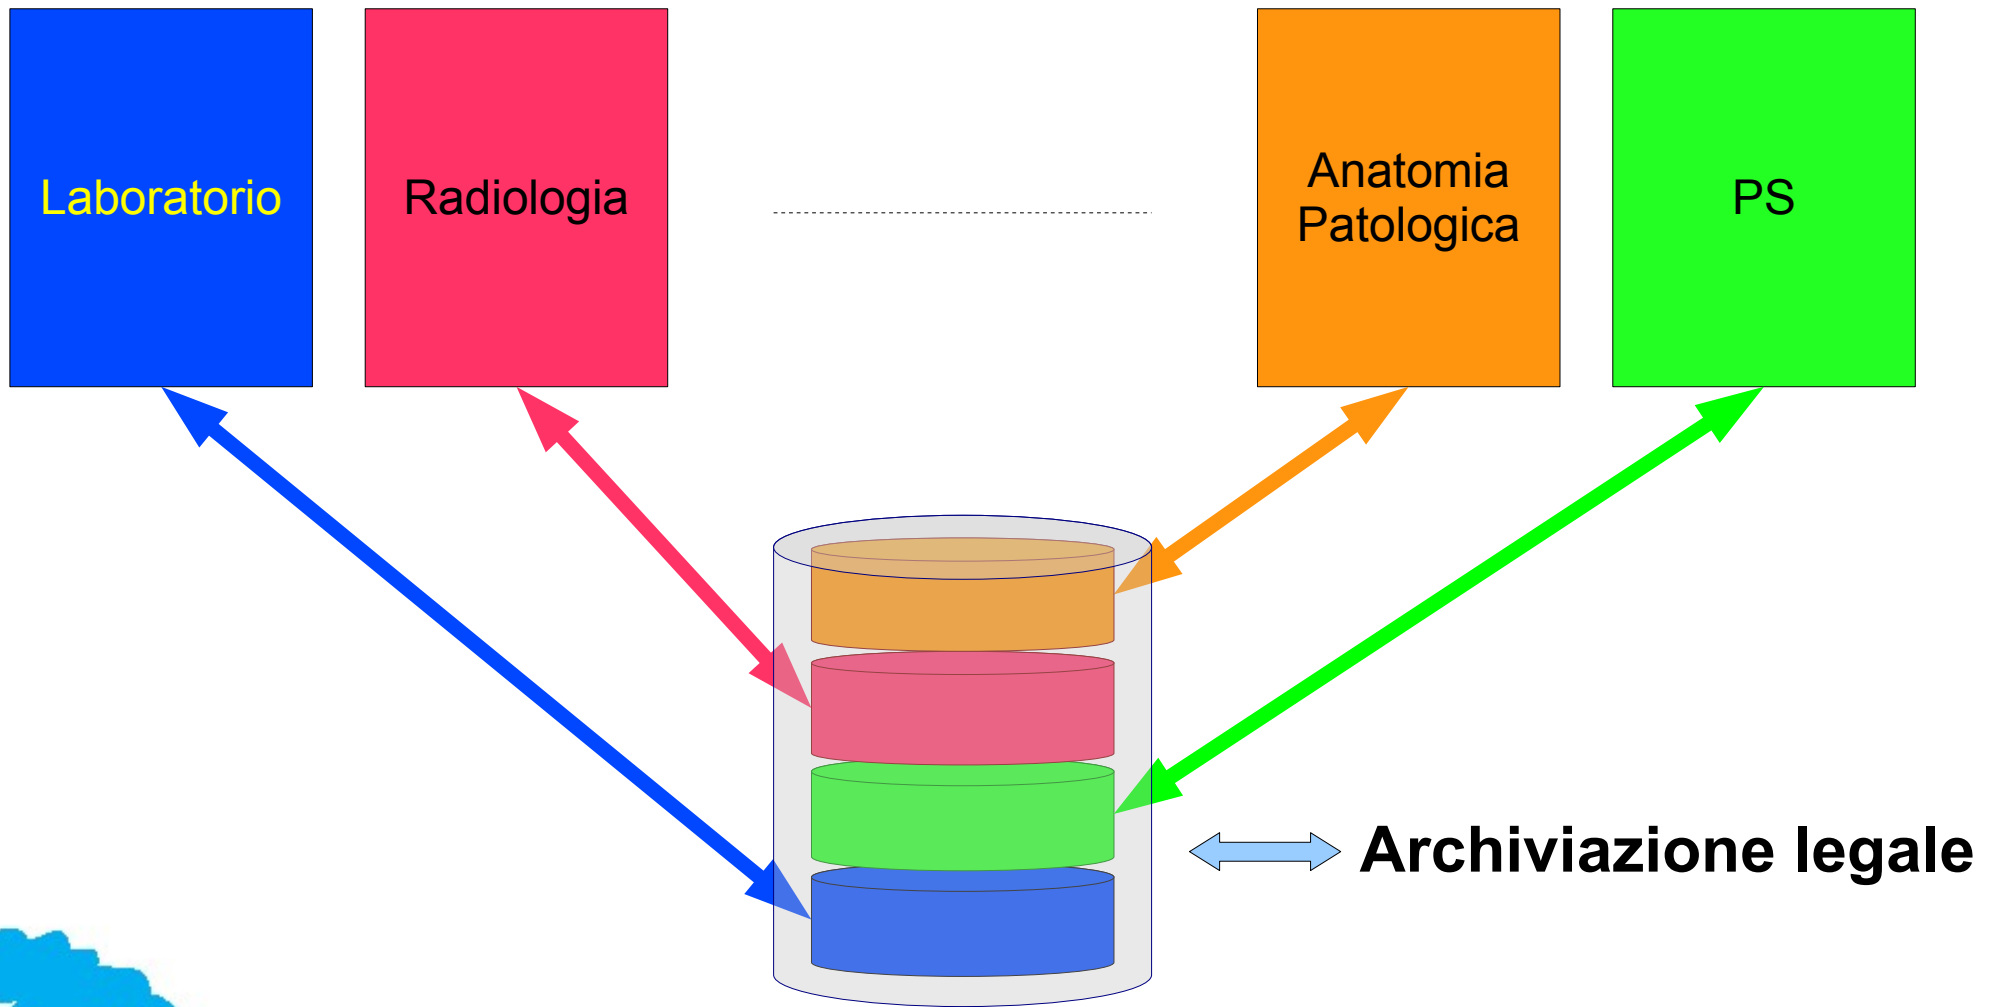 Laboratorio
Radiologia
Anatomia
Patologica
PS
Archiviazione legale